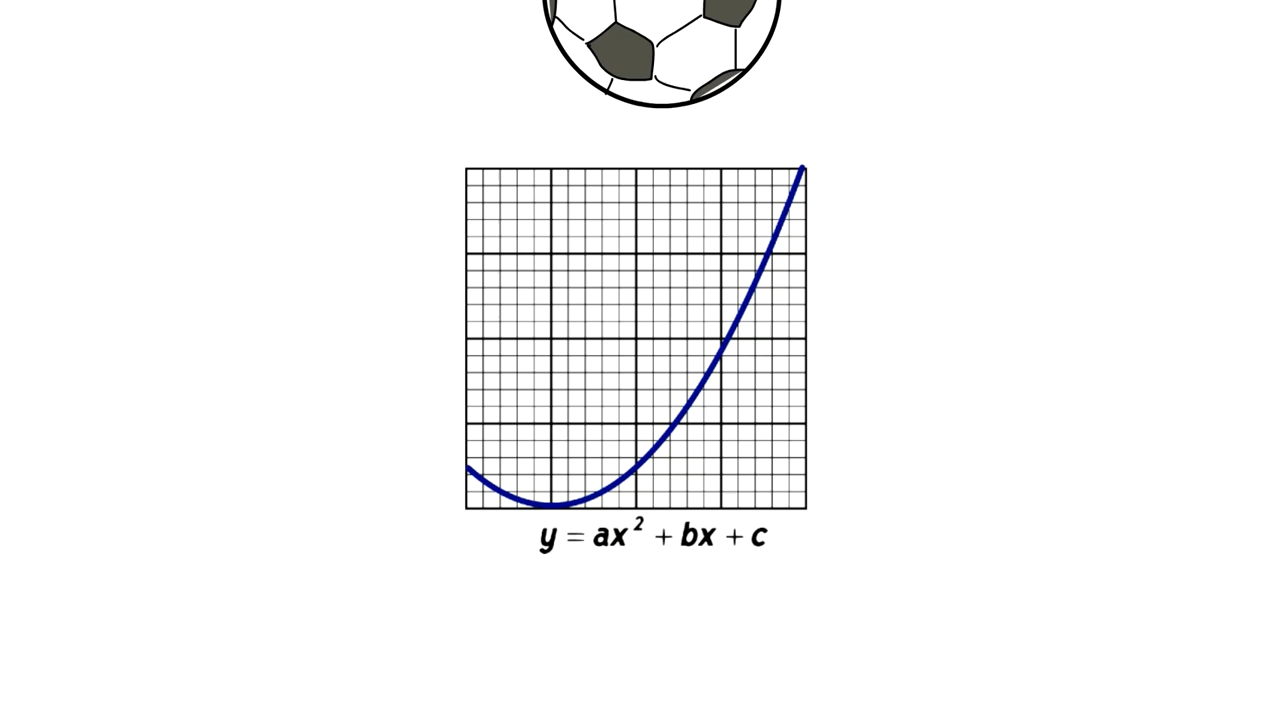 y = ax² + bx + c